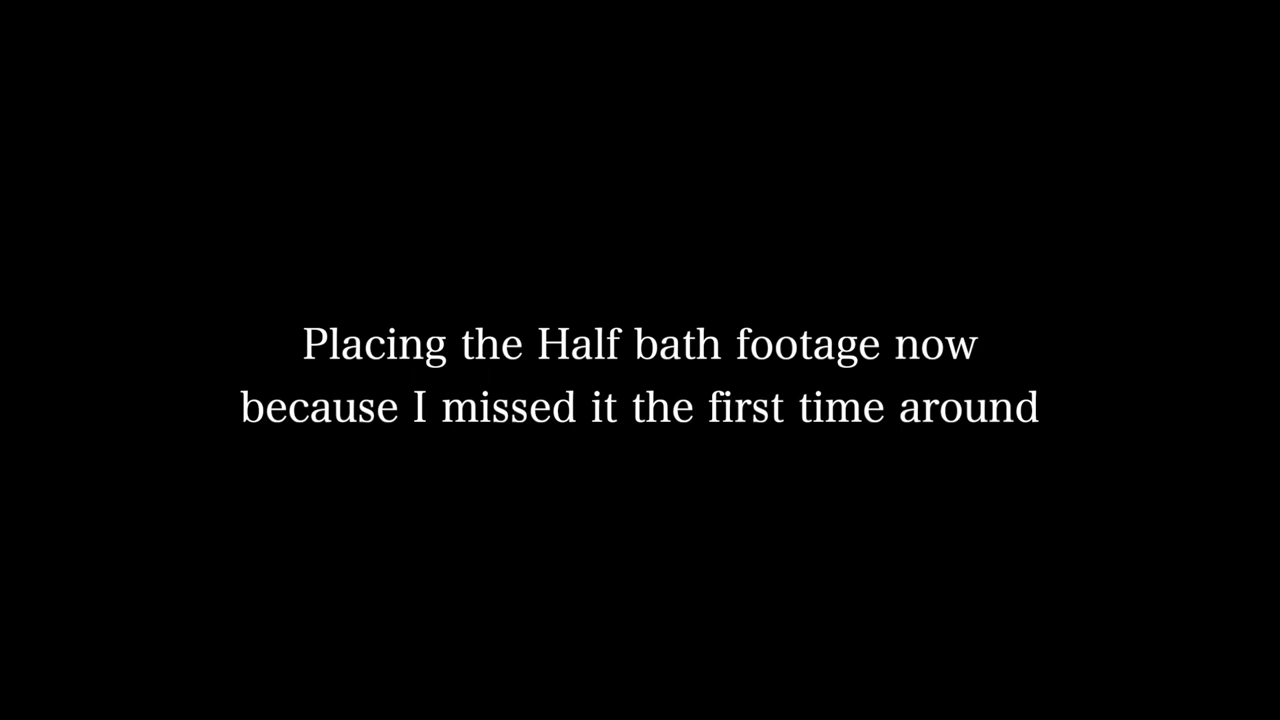 Placing the Half bath footage now
because I missed it the first time around